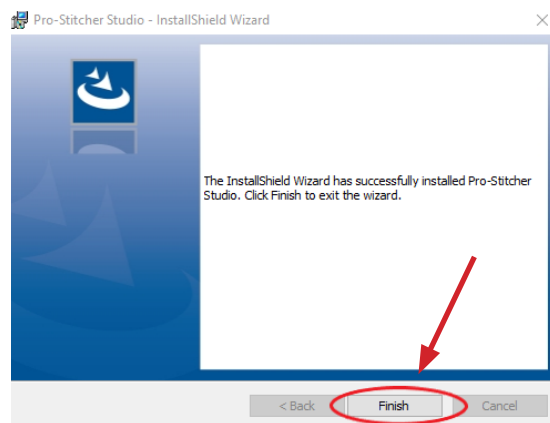 Pro-Stitcher Studio - InstallShield Wizard
The InstallShield Wizard has successfully installed Pro-Stitcher
Studio. Click Finish to exit the wizard.
< Back
Finish
Cancel